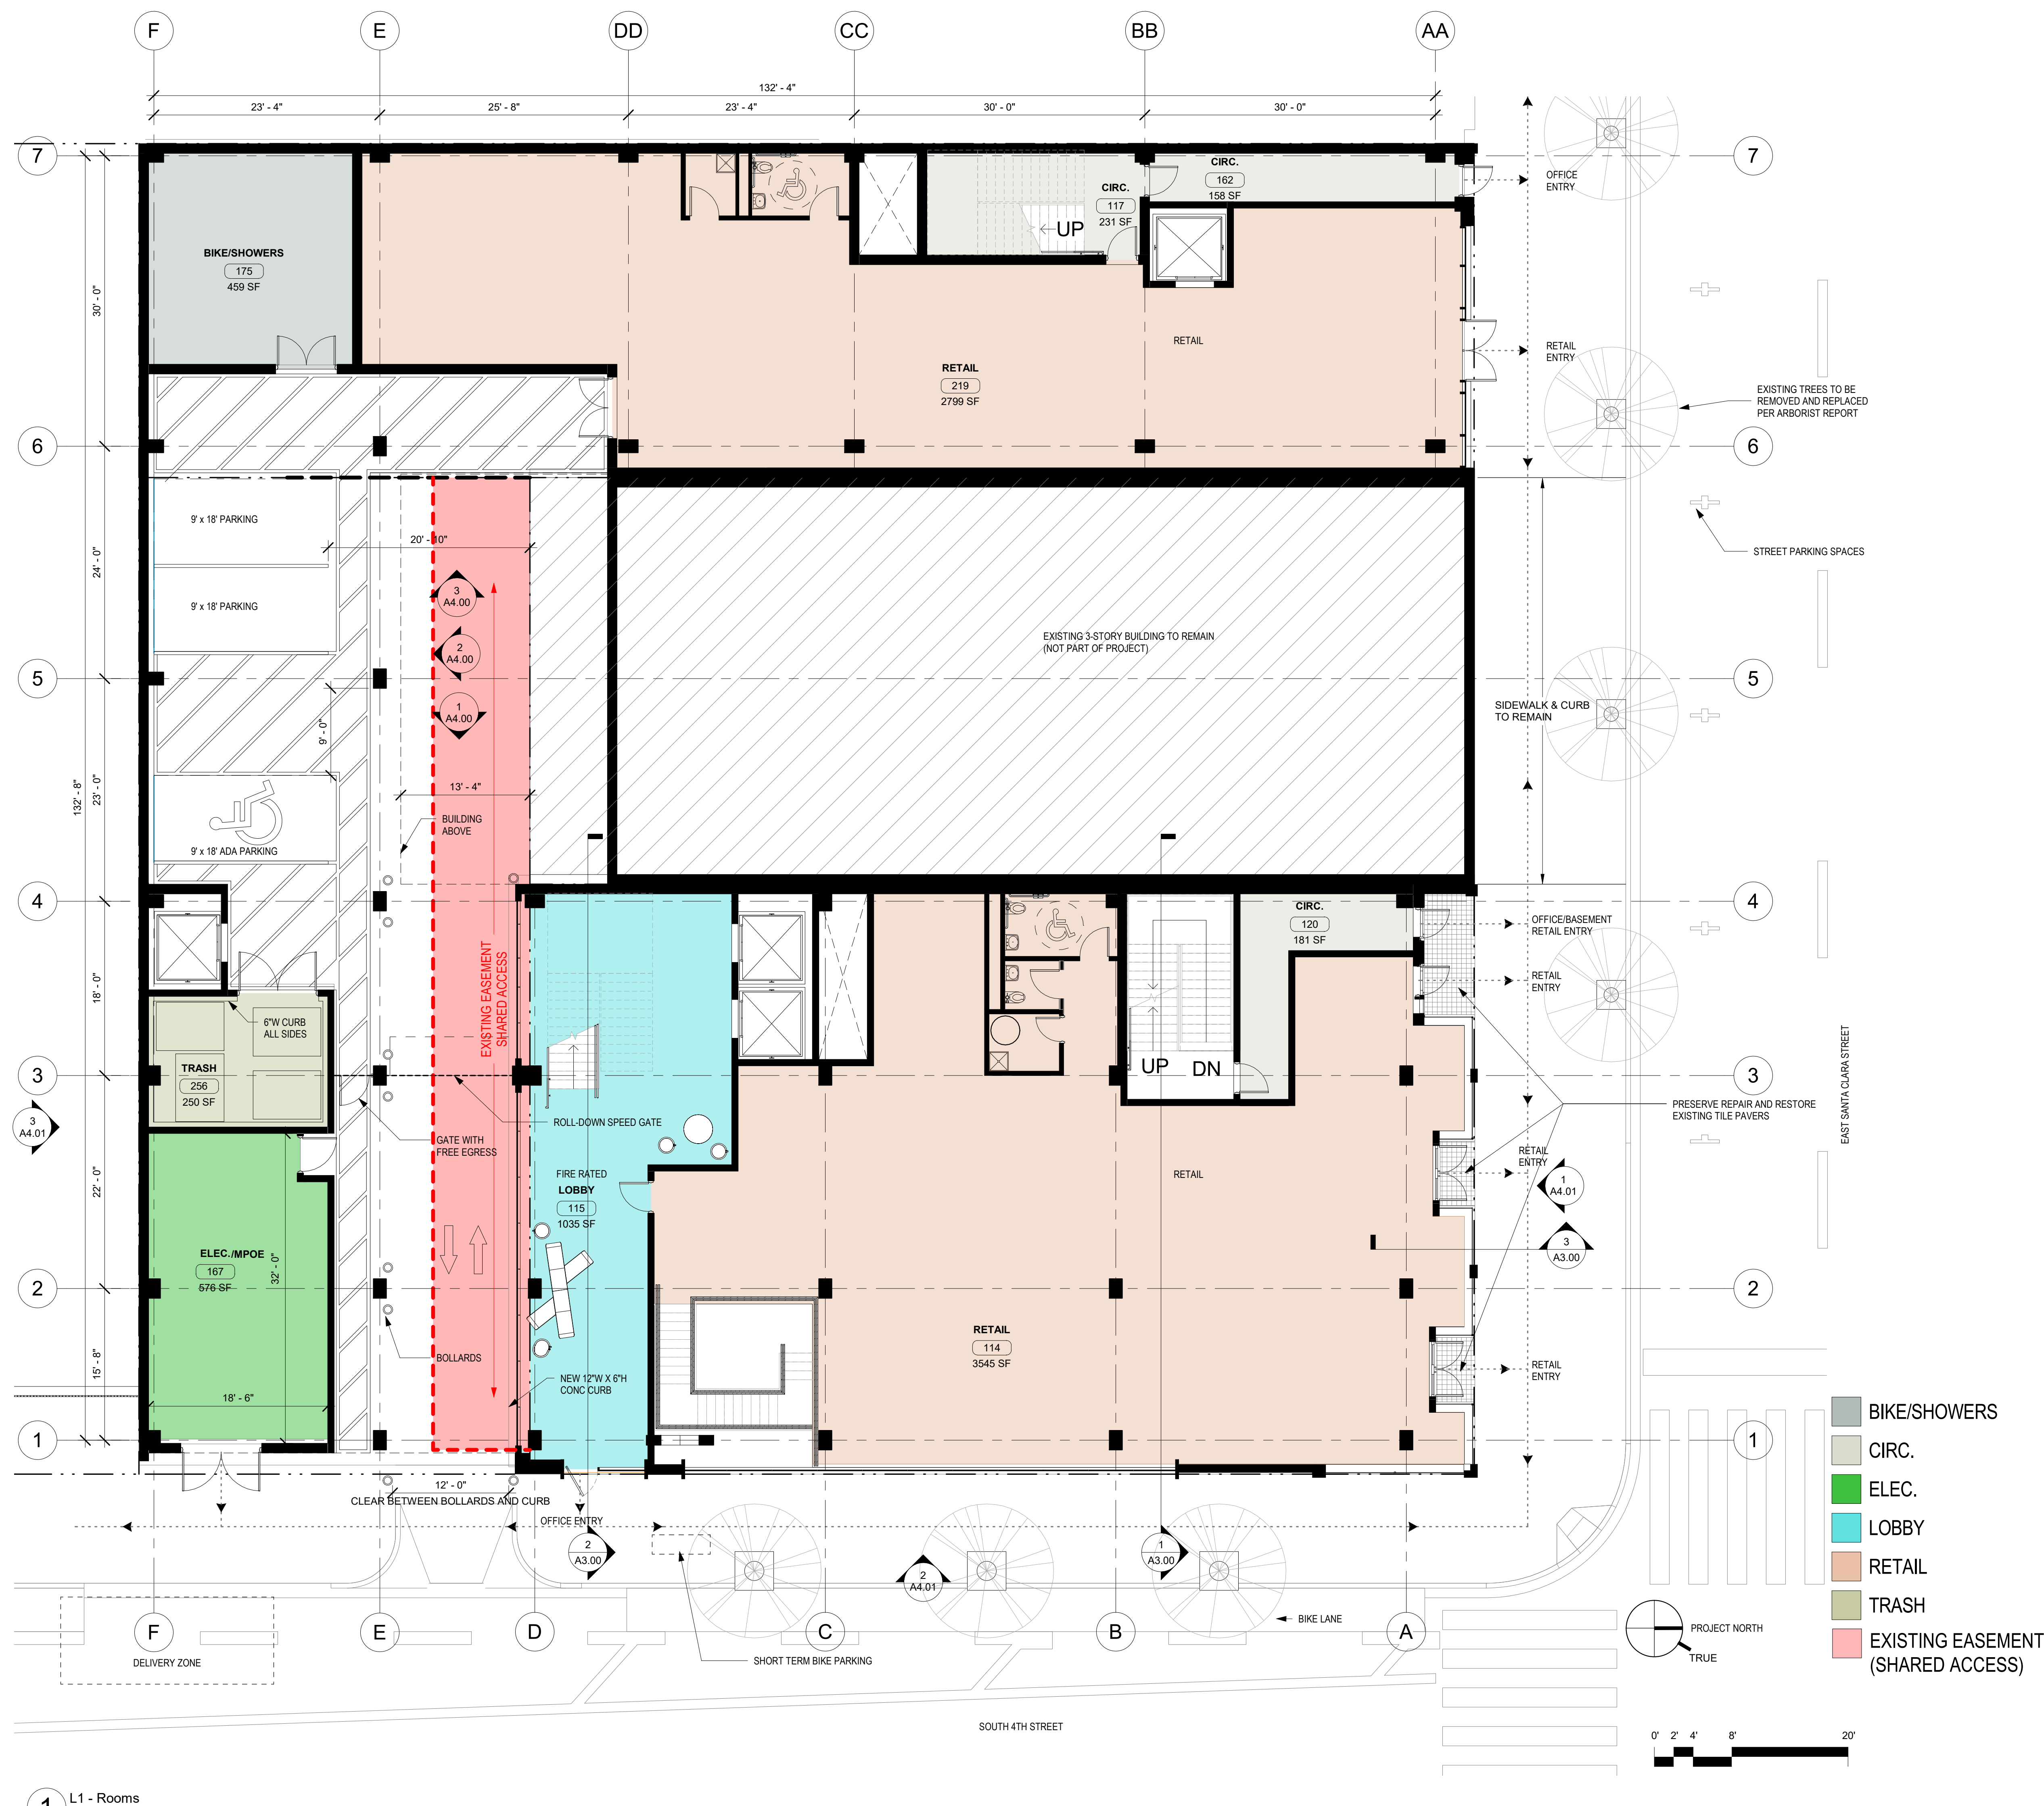 F
E
DD
CC
BB
AA
132' - 4"
23' - 4"
25' - 8"
23' - 4"
30' - 0"
30' - 0"
7
7
CIRC.
162
158 SF
OFFICE
ENTRY
CIRC.
117
231 SF
UP
BIKE/SHOWERS
175
459 SF
30' - 0"
RETAIL
RETAIL
ENTRY
RETAIL
219
2799 SF
EXISTING TREES TO BE
REMOVED AND REPLACED
PER ARBORIST REPORT
6
6
9' x 18' PARKING
20' - 10"
24' - 0"
STREET PARKING SPACES
3
A4.00
9' x 18' PARKING
2
A4.00
EXISTING 3-STORY BUILDING TO REMAIN
(NOT PART OF PROJECT)
5
5
1
A4.00
SIDEWALK & CURB
TO REMAIN
9' - 0"
132' - 8"
23' - 0"
13' - 4"
BUILDING
ABOVE
9' x 18' ADA PARKING
4
4
CIRC.
120
181 SF
OFFICE/BASEMENT
RETAIL ENTRY
EXISTING EASEMENT
SHARED ACCESS
18' - 0"
RETAIL
ENTRY
6"W CURB
ALL SIDES
TRASH
256
250 SF
UP
DN
3
3
EAST SANTA CLARA STREET
PRESERVE REPAIR AND RESTORE
EXISTING TILE PAVERS
3
A4.01
ROLL-DOWN SPEED GATE
GATE WITH
FREE EGRESS
RETAIL
ENTRY
FIRE RATED
LOBBY
115
1035 SF
RETAIL
1
A4.01
22' - 0"
ELEC./MPOE
167
576 SF
32' - 0"
3
A3.00
2
2
RETAIL
114
3545 SF
BOLLARDS
15' - 8"
NEW 12"W X 6"H
CONC CURB
RETAIL
ENTRY
18' - 6"
BIKE/SHOWERS
CIRC.
ELEC.
LOBBY
RETAIL
TRASH
EXISTING EASEMENT
(SHARED ACCESS)
1
1
12' - 0"
CLEAR BETWEEN BOLLARDS AND CURB
OFFICE ENTRY
2
A3.00
1
A3.00
2
A4.01
BIKE LANE
F
E
D
C
B
A
PROJECT NORTH
TRUE
DELIVERY ZONE
SHORT TERM BIKE PARKING
SOUTH 4TH STREET
0' 2' 4' 8' 20'
1
L1 - Rooms